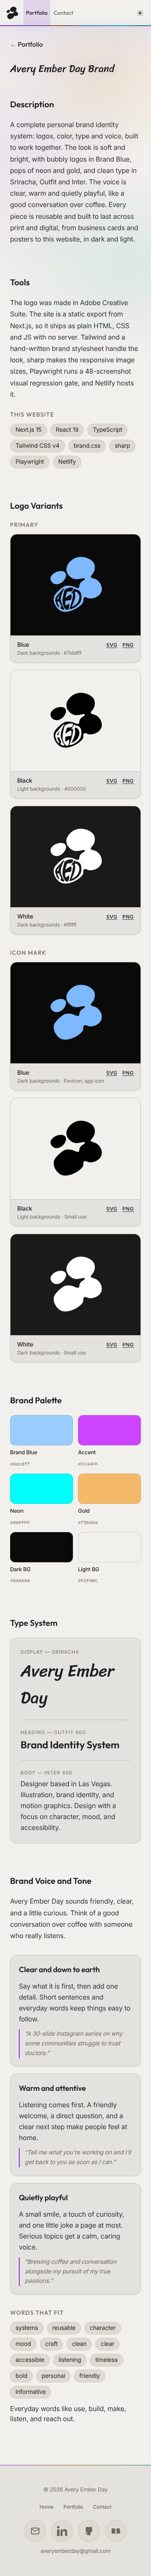 Portfolio Contact
← Portfolio
Avery Ember Day Brand
Description
A complete personal brand identity
system: logos, color, type and voice, built
to work together. The look is soft and
bright, with bubbly logos in Brand Blue,
pops of neon and gold, and clean type in
Sriracha, Outfit and Inter. The voice is
clear, warm and quietly playful, like a
good conversation over coffee. Every
piece is reusable and built to last across
print and digital, from business cards and
posters to this website, in dark and light.
Tools
The logo was made in Adobe Creative
Suite. The site is a static export from
Next.js, so it ships as plain HTML, CSS
and JS with no server. Tailwind and a
hand-written brand stylesheet handle the
look, sharp makes the responsive image
sizes, Playwright runs a 48-screenshot
visual regression gate, and Netlify hosts
it.
THIS WEBSITE
Next.js 15 React 19 TypeScript
Tailwind CSS v4 brand.css sharp
Playwright Netlify
Logo Variants
PRIMARY
Blue SVG PNG
Dark backgrounds · #7eb8ff
Black SVG PNG
Light backgrounds · #000000
White SVG PNG
Dark backgrounds · #ffffff
ICON MARK
Blue SVG PNG
Dark backgrounds · Favicon, app icon
Black SVG PNG
Light backgrounds · Small use
White SVG PNG
Dark backgrounds · Small use
Brand Palette
Brand Blue Accent
#CC44FF
Neon Gold
#00FFFF
Dark BG Light BG
#0A0A0A #F2F0EC
Type System
DISPLAY — SRIRACHA
Avery Ember
Day
HEADING — OUTFIT 600
Brand Identity System
BODY — INTER 400
Designer based in Las Vegas.
Illustration, brand identity, and
motion graphics. Design with a
focus on character, mood, and
accessibility.
Brand Voice and Tone
Avery Ember Day sounds friendly, clear,
and a little curious. Think of a good
conversation over coffee with someone
who really listens.
Clear and down to earth
Say what it is first, then add one
detail. Short sentences and
everyday words keep things easy to
follow.
"A 30-slide Instagram series on why
some communities struggle to trust
doctors."
Warm and attentive
Listening comes first. A friendly
welcome, a direct question, and a
clear next step make people feel at
home.
"Tell me what you're working on and I'll
get back to you as soon as I can."
Quietly playful
A small smile, a touch of curiosity,
and one little joke a page at most.
Serious topics get a calm, caring
voice.
"Brewing coffee and conversation
alongside my pursuit of my true
passions."
WORDS THAT FIT
systems reusable character
mood craft clean clear
accessible listening timeless
bold personal friendly
informative
Everyday words like use, build, make,
listen, and reach out.
© 2026 Avery Ember Day
Home Portfolio Contact
averyemberday@gmail.com